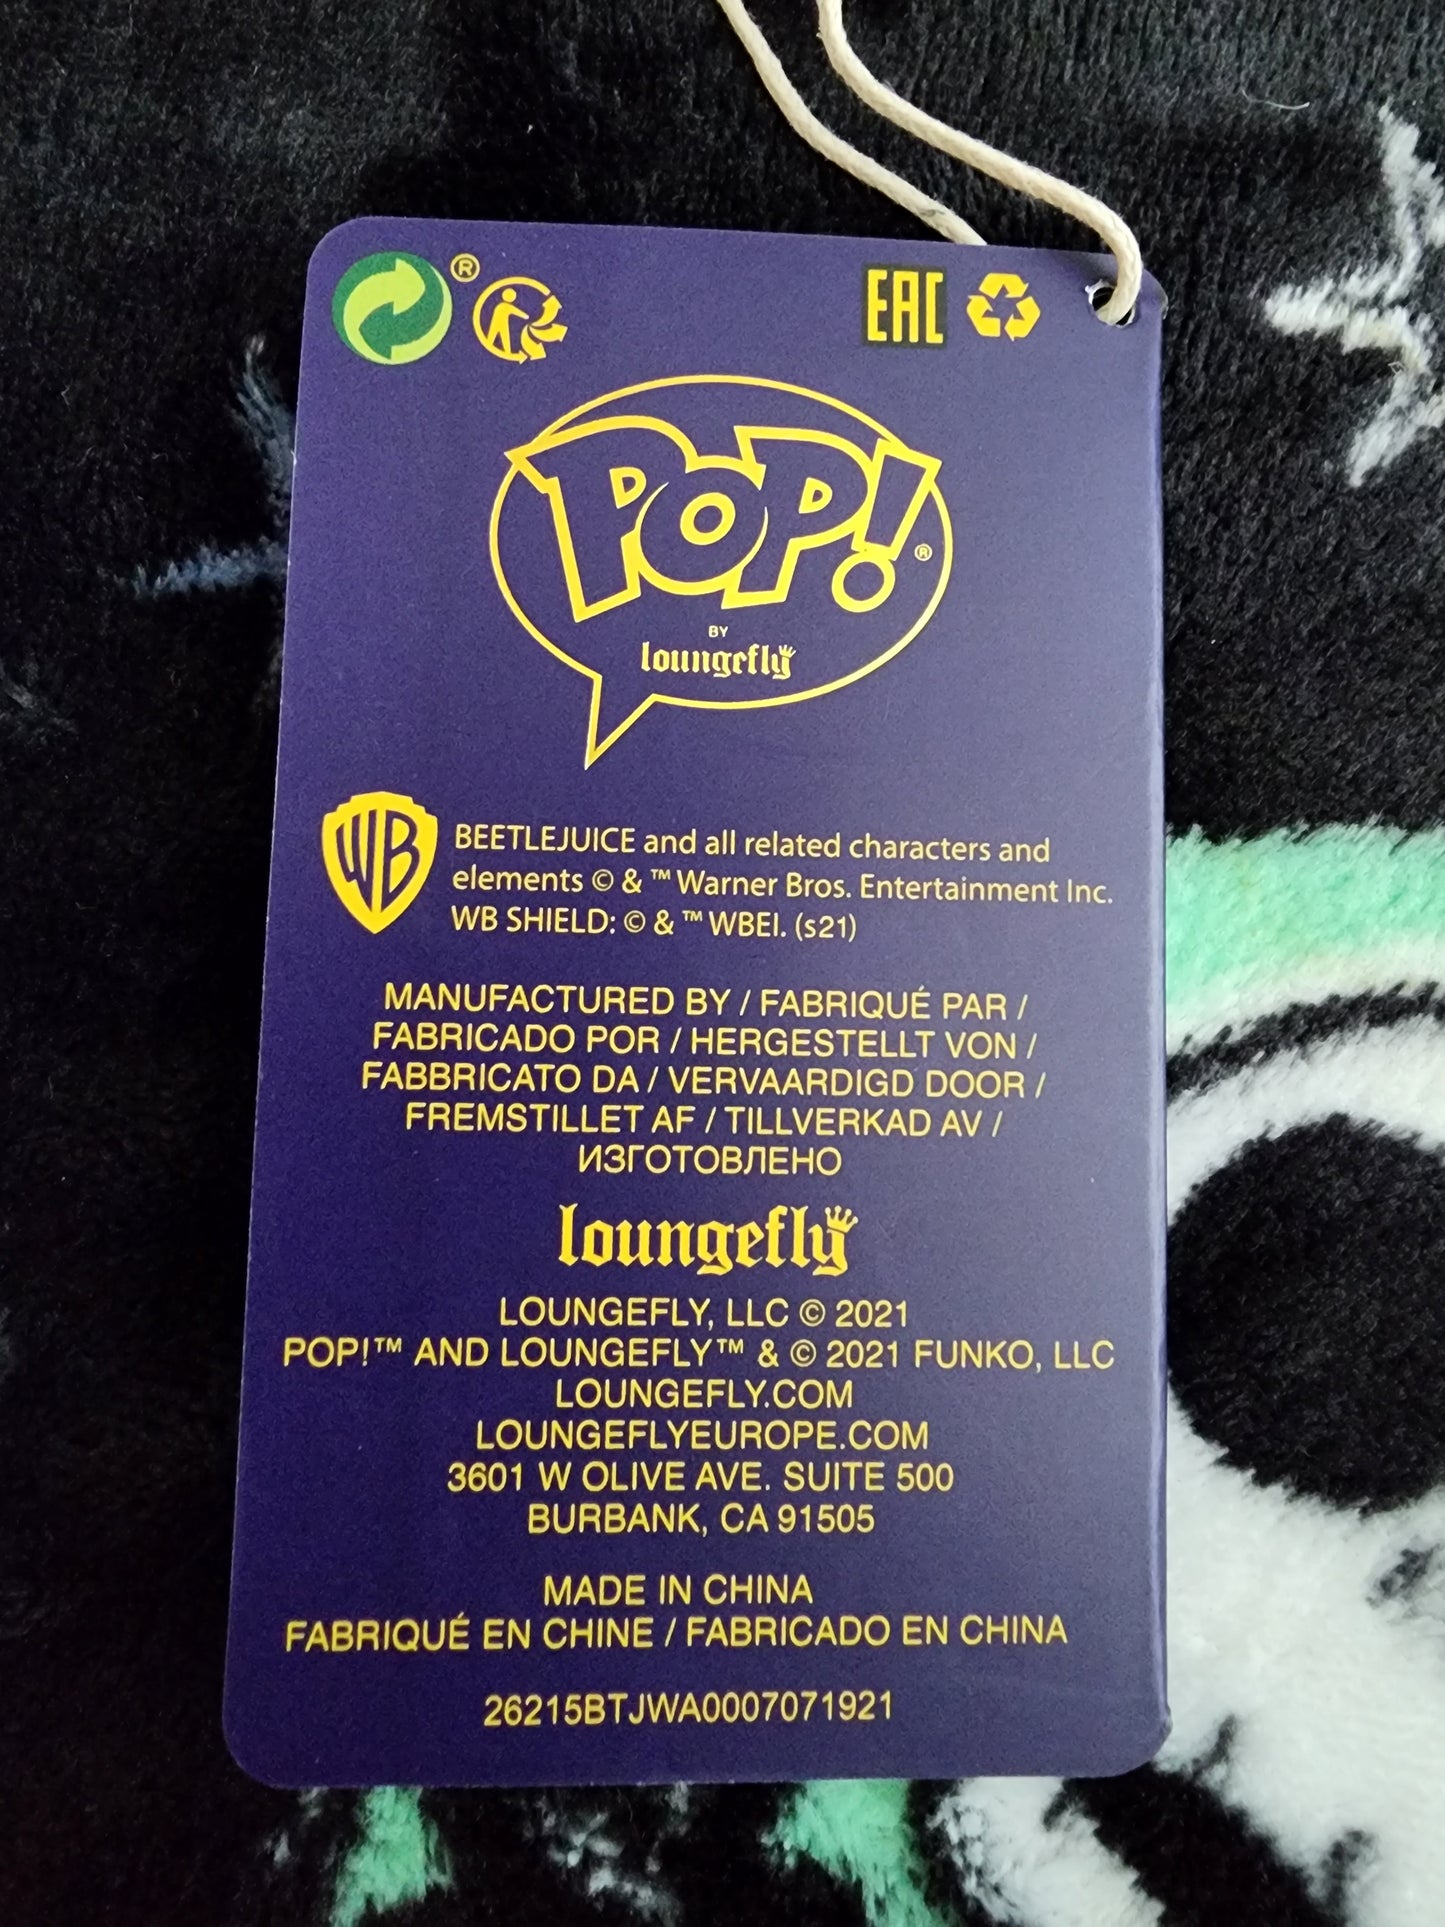 ®
EAC
POP!
®
BY
loungefly
WB
BEETLEJUICE and all related characters and
elements © & ™ Warner Bros. Entertainment Inc.
WB SHIELD: © & ™ WBEI. (s21)
MANUFACTURED BY / FABRIQUÉ PAR /
FABRICADO POR / HERGESTELLT VON /
FABBRICATO DA / VERVAARDIGD DOOR /
FREMSTILLET AF / TILLVERKAD AV /
ИЗГОТОВЛЕНО
loungefly
LOUNGEFLY, LLC © 2021
POP!™ AND LOUNGEFLY™ & © 2021 FUNKO, LLC
LOUNGEFLY.COM
LOUNGEFLYEUROPE.COM
3601 W OLIVE AVE. SUITE 500
BURBANK, CA 91505
MADE IN CHINA
FABRIQUÉ EN CHINE / FABRICADO EN CHINA
26215BTJWA0007071921